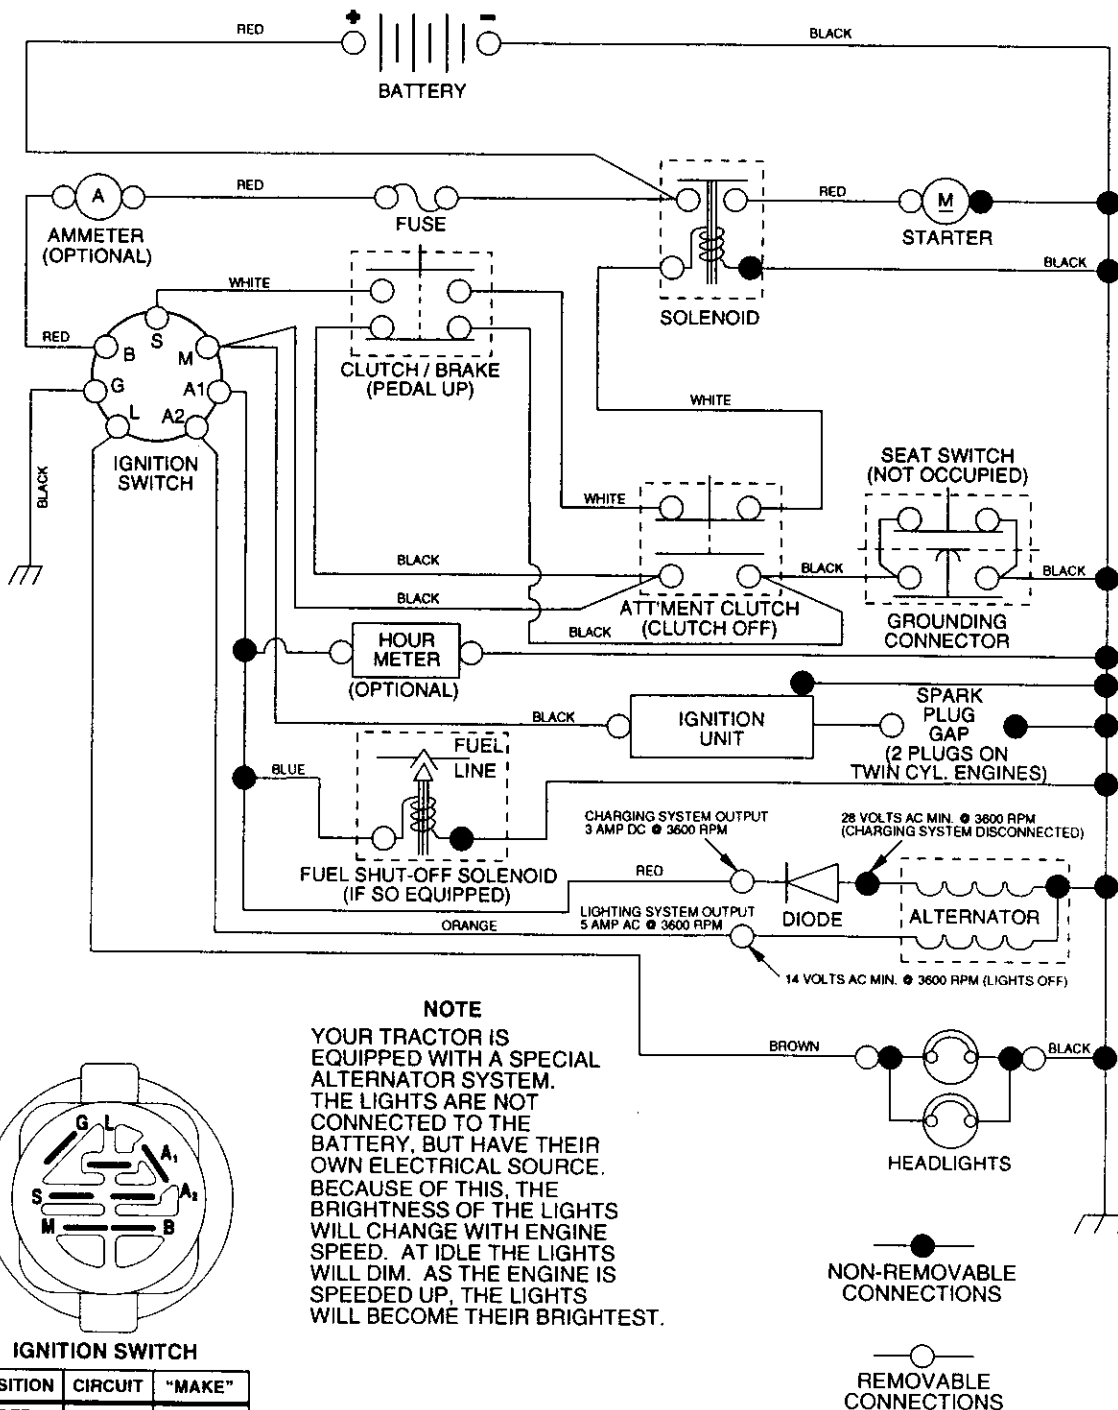 RED
+
-
BLACK
BATTERY
A
RED
AMMETER
(OPTIONAL)
FUSE
RED
M
STARTER
BLACK
SOLENOID
WHITE
RED
S
B
M
G
A1
L
A2
IGNITION
SWITCH
CLUTCH / BRAKE
(PEDAL UP)
WHITE
BLACK
WHITE
SEAT SWITCH
(NOT OCCUPIED)
BLACK
BLACK
BLACK
BLACK
ATT'MENT CLUTCH
(CLUTCH OFF)
GROUNDING
CONNECTOR
HOUR
METER
(OPTIONAL)
BLACK
IGNITION
UNIT
SPARK
PLUG
GAP
(2 PLUGS ON
TWIN CYL. ENGINES)
BLUE
FUEL
LINE
FUEL SHUT-OFF SOLENOID
(IF SO EQUIPPED)
CHARGING SYSTEM OUTPUT
3 AMP DC @ 3600 RPM
28 VOLTS AC MIN. @ 3600 RPM
(CHARGING SYSTEM DISCONNECTED)
RED
DIODE
ALTERNATOR
ORANGE
LIGHTING SYSTEM OUTPUT
5 AMP AC @ 3600 RPM
14 VOLTS AC MIN. @ 3600 RPM (LIGHTS OFF)
NOTE
YOUR TRACTOR IS
EQUIPPED WITH A SPECIAL
ALTERNATOR SYSTEM.
THE LIGHTS ARE NOT
CONNECTED TO THE
BATTERY, BUT HAVE THEIR
OWN ELECTRICAL SOURCE.
BECAUSE OF THIS, THE
BRIGHTNESS OF THE LIGHTS
WILL CHANGE WITH ENGINE
SPEED. AT IDLE THE LIGHTS
WILL DIM. AS THE ENGINE IS
SPEEDED UP, THE LIGHTS
WILL BECOME THEIR BRIGHTEST.
BROWN
BLACK
HEADLIGHTS
G L
A1
S
A2
M
B
IGNITION SWITCH
SITION CIRCUIT "MAKE"
NON-REMOVABLE
CONNECTIONS
REMOVABLE
CONNECTIONS